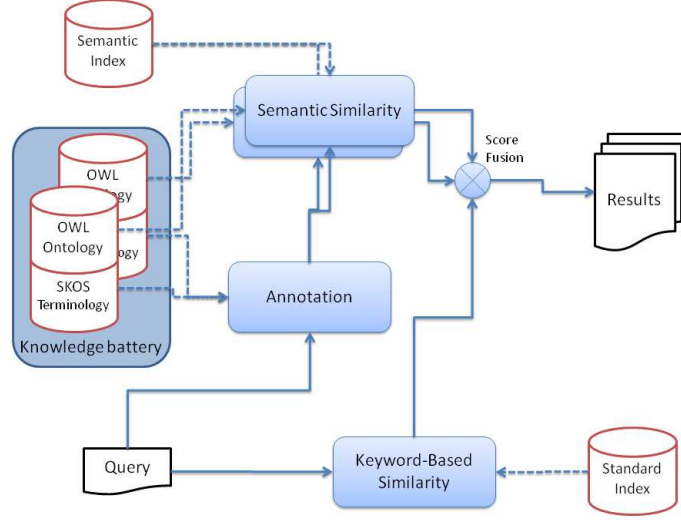 Semantic
Index
Semantic Similarity
Score
Fusion
Results
OWL
OWL
Ontology
SKOS
Terminology
Knowledge battery
Annotation
Query
Keyword-Based
Similarity
Standard
Index